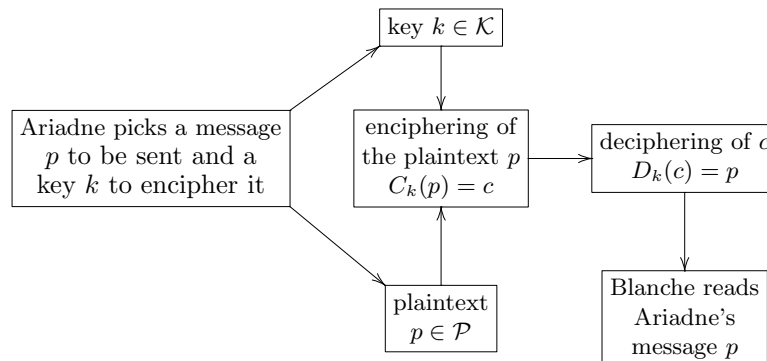 key k ∈ 𝒦
Ariadne picks a message
p to be sent and a
key k to encipher it
enciphering of
the plaintext p
C_k(p) = c
deciphering of c
D_k(c) = p
plaintext
p ∈ 𝒫
Blanche reads
Ariadne's
message p